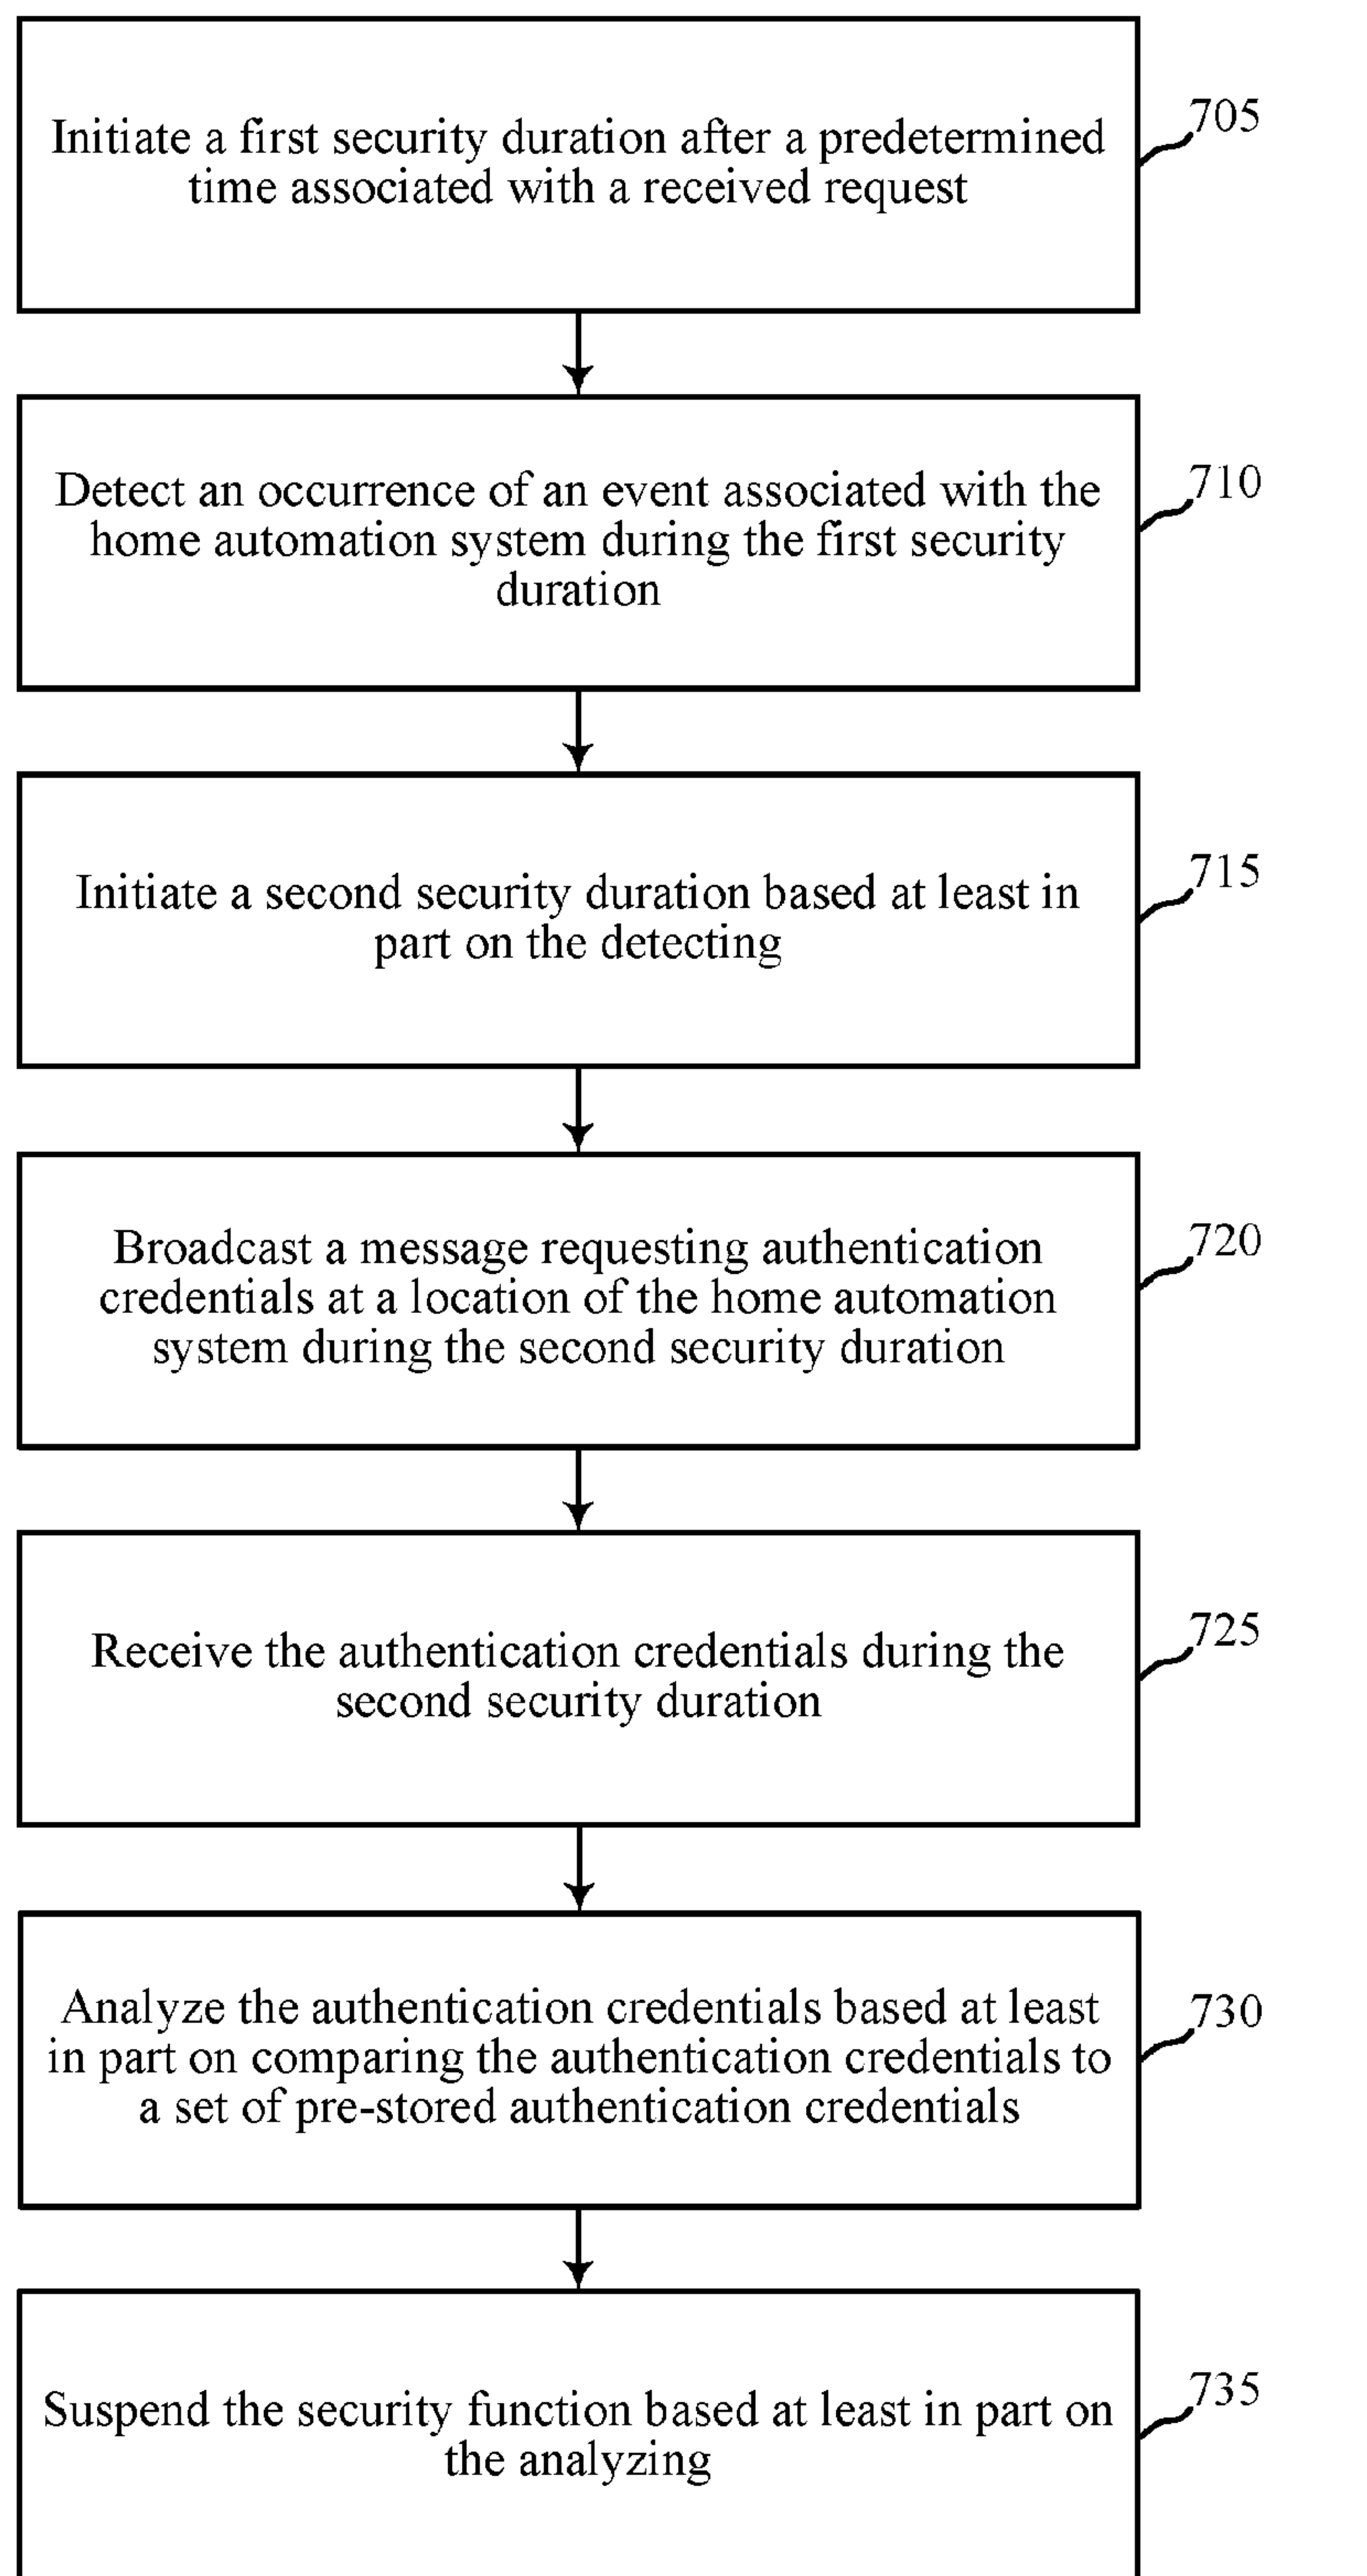 Initiate a first security duration after a predetermined
time associated with a received request
705
Detect an occurrence of an event associated with the
home automation system during the first security
duration
710
Initiate a second security duration based at least in
part on the detecting
715
Broadcast a message requesting authentication
credentials at a location of the home automation
system during the second security duration
720
Receive the authentication credentials during the
second security duration
725
Analyze the authentication credentials based at least
in part on comparing the authentication credentials to
a set of pre-stored authentication credentials
730
Suspend the security function based at least in part on
the analyzing
735